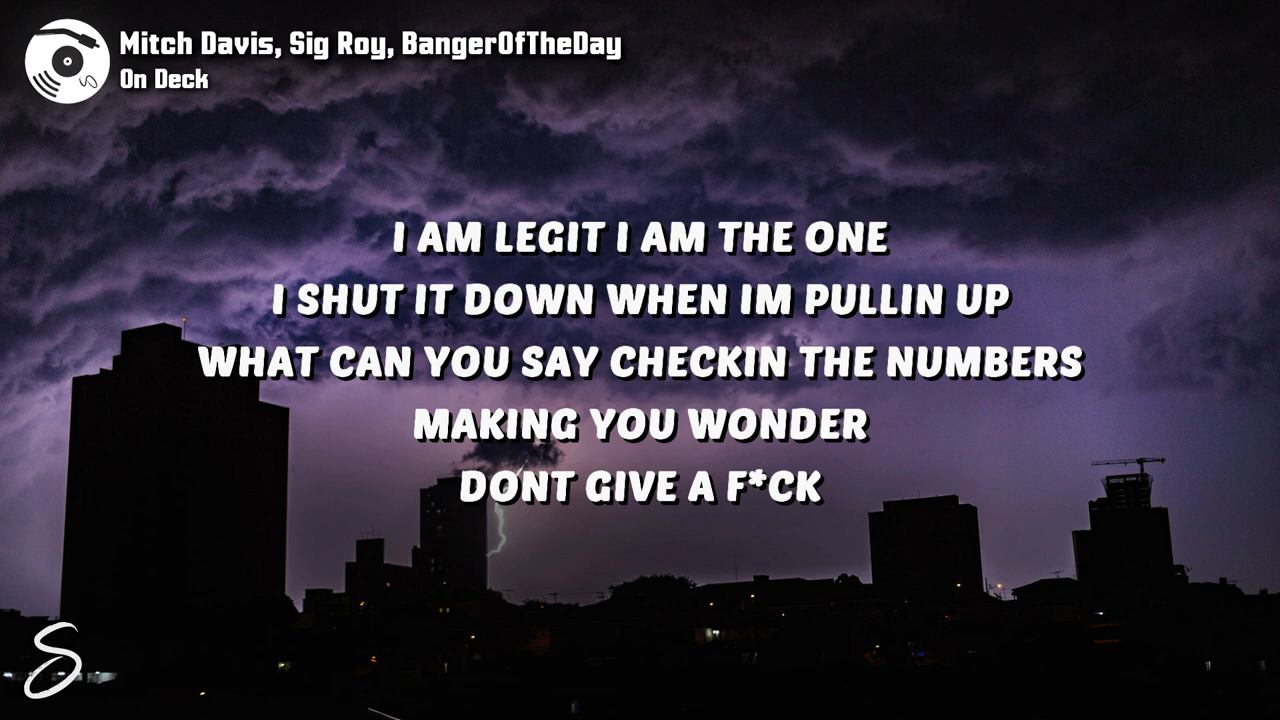 Mitch Davis, Sig Roy, BangerOfTheDay
On Deck
I AM LEGIT I AM THE ONE
I SHUT IT DOWN WHEN IM PULLIN UP
WHAT CAN YOU SAY CHECKIN THE NUMBERS
MAKING YOU WONDER
DONT GIVE A F*CK
S